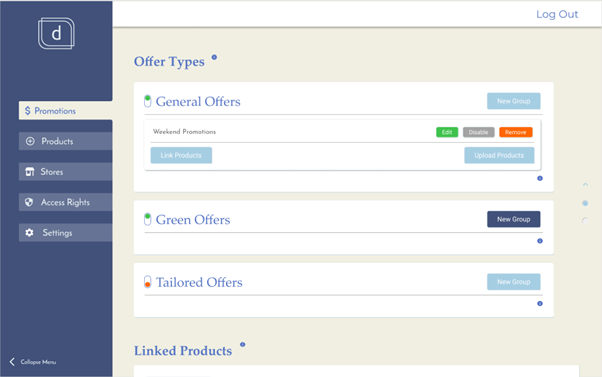 Log Out
d
Offer Types
General Offers
New Group
$ Promotions
Weekend Promotions
Edit
Disable
Remove
Products
Link Products
Upload Products
Stores
Access Rights
Green Offers
New Group
Settings
Tailored Offers
New Group
Linked Products
Collapse Menu